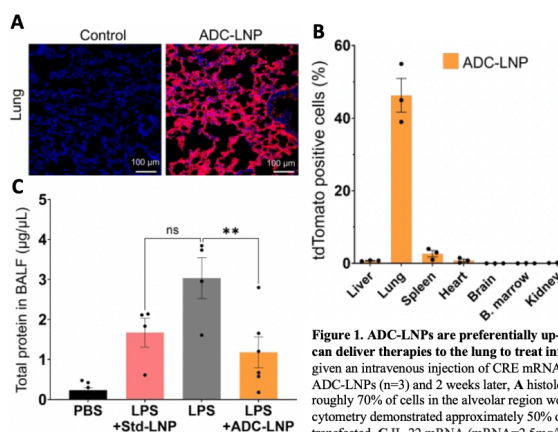 A
Control
ADC-LNP
Lung
100 µm
100 µm
B
ADC-LNP
tdTomato positive cells (%)
60
40
20
0
Liver
Lung
Spleen
Heart
Brain
B. marrow
Kidney
C
Total protein in BALF (µg/µL)
5
4
3
2
1
0
ns
**
PBS
LPS
+Std-LNP
LPS
LPS
+ADC-LNP
Figure 1. ADC-LNPs are preferentially up-
can deliver therapies to the lung to treat
given an intravenous injection of CRE mRNA
ADC-LNPs (n=3) and 2 weeks later, A
roughly 70% of cells in the alveolar region
cytometry demonstrated approximately 50%